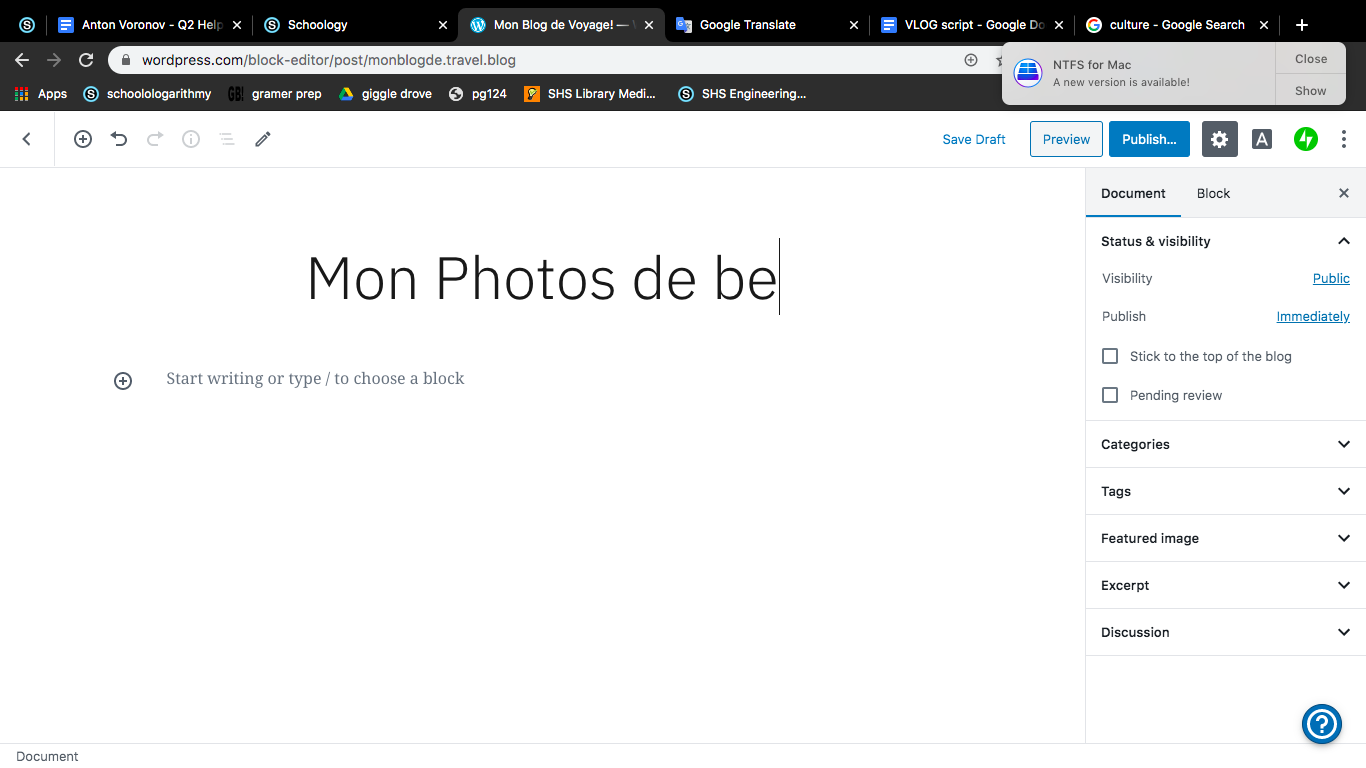 Anton Voronov - Q2 Help
Schoology
Mon Blog de Voyage! —
Google Translate
VLOG script - Google Do
culture - Google Search
wordpress.com/block-editor/post/monblogde.travel.blog
NTFS for Mac
A new version is available!
Close
Show
Apps
schoolologarithmy
GB!
gramer prep
giggle drove
pg124
SHS Library Medi...
SHS Engineering...
Save Draft
Preview
Publish...
A
Document
Block
Mon Photos de be
Start writing or type / to choose a block
Status & visibility
Visibility
Public
Publish
Immediately
Stick to the top of the blog
Pending review
Categories
Tags
Featured image
Excerpt
Discussion
Document